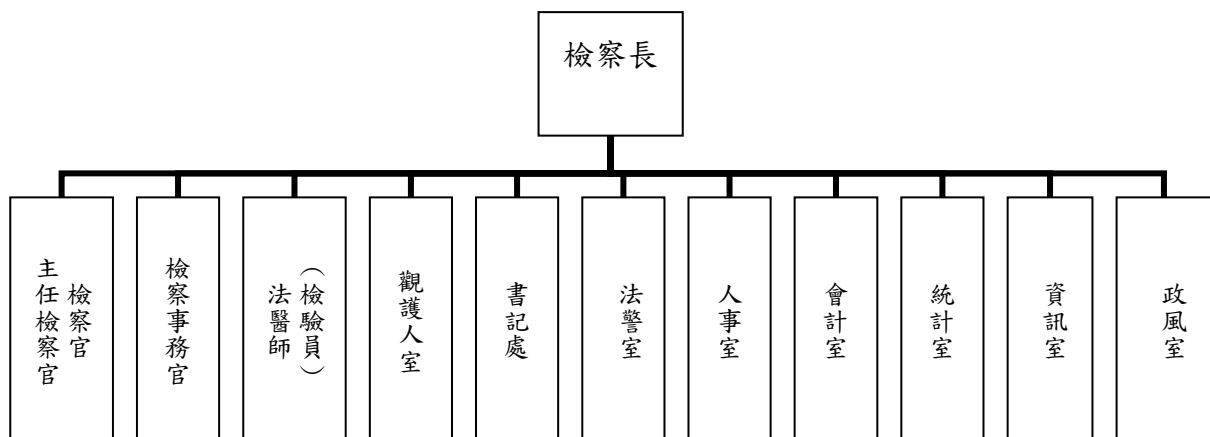 檢察長
主任檢察官
檢察官
檢察事務官
法醫師
（檢驗員）
觀護人室
書記處
法警室
人事室
會計室
統計室
資訊室
政風室